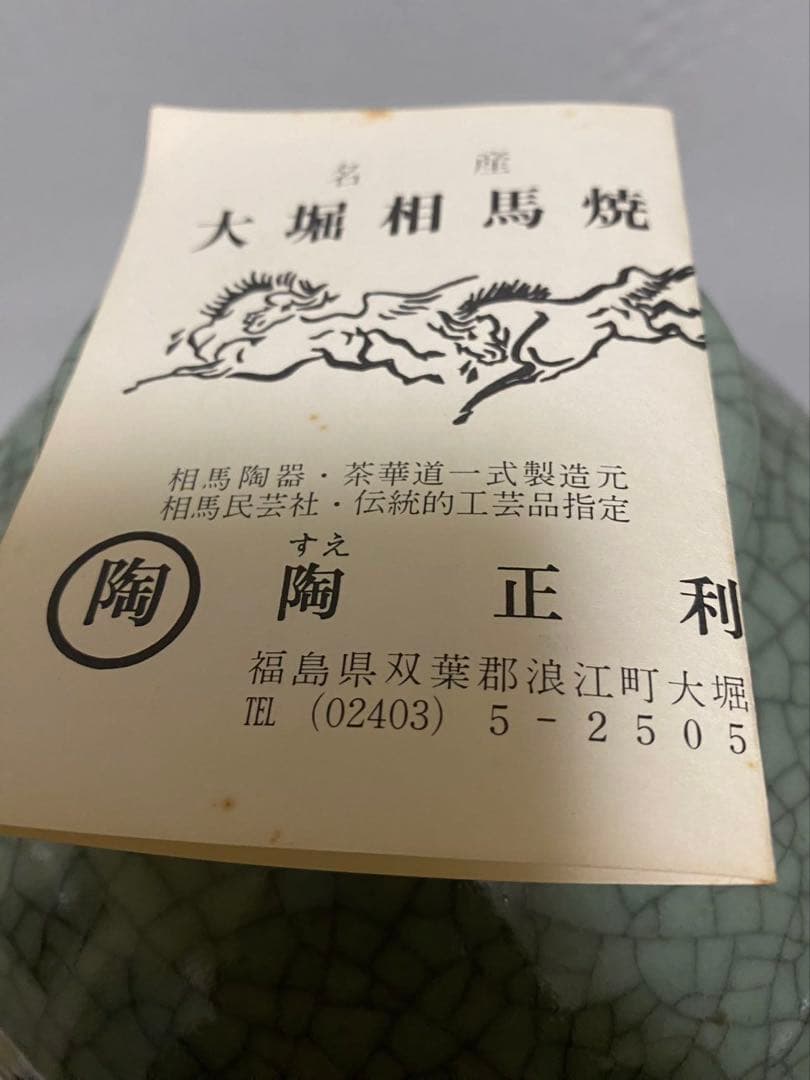 名産
大堀相馬焼
相馬陶器・茶華道一式製造元
相馬民芸社・伝統的工芸品指定
すえ
陶 陶正利
福島県双葉郡浪江町大堀
TEL (02403) 5-2505